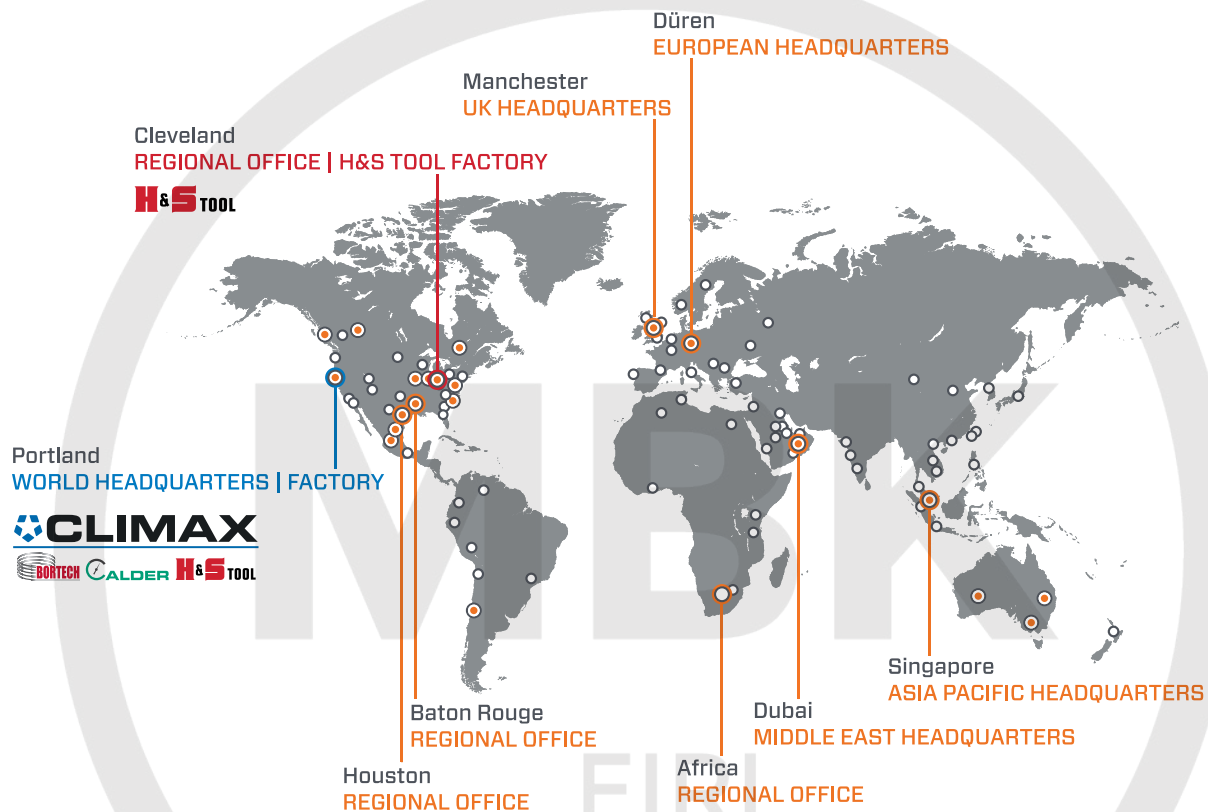 Düren
EUROPEAN HEADQUARTERS
Manchester
UK HEADQUARTERS
Cleveland
REGIONAL OFFICE | H&S TOOL FACTORY
H&S TOOL
Portland
WORLD HEADQUARTERS | FACTORY
CLIMAX
BORTECH CALDER H&S TOOL
MBK
Singapore
ASIA PACIFIC HEADQUARTERS
Baton Rouge
REGIONAL OFFICE
Dubai
MIDDLE EAST HEADQUARTERS
Houston
REGIONAL OFFICE
Africa
REGIONAL OFFICE